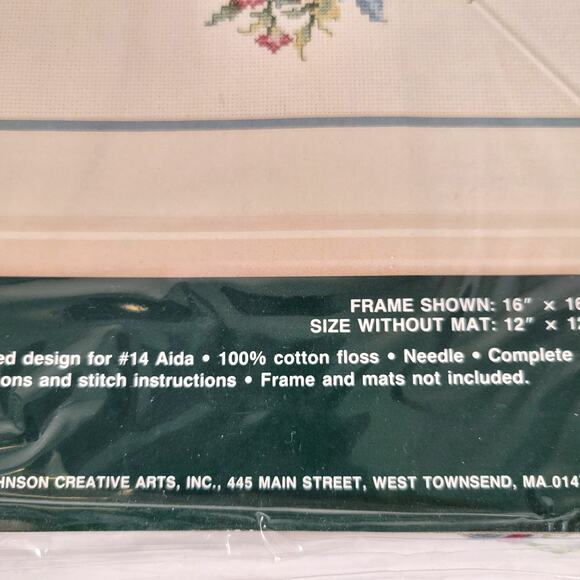 FRAME SHOWN: 16" × 16
SIZE WITHOUT MAT: 12" × 12
ed design for #14 Aida • 100% cotton floss • Needle • Complete
ons and stitch instructions • Frame and mats not included.
HNSON CREATIVE ARTS, INC., 445 MAIN STREET, WEST TOWNSEND, MA 014